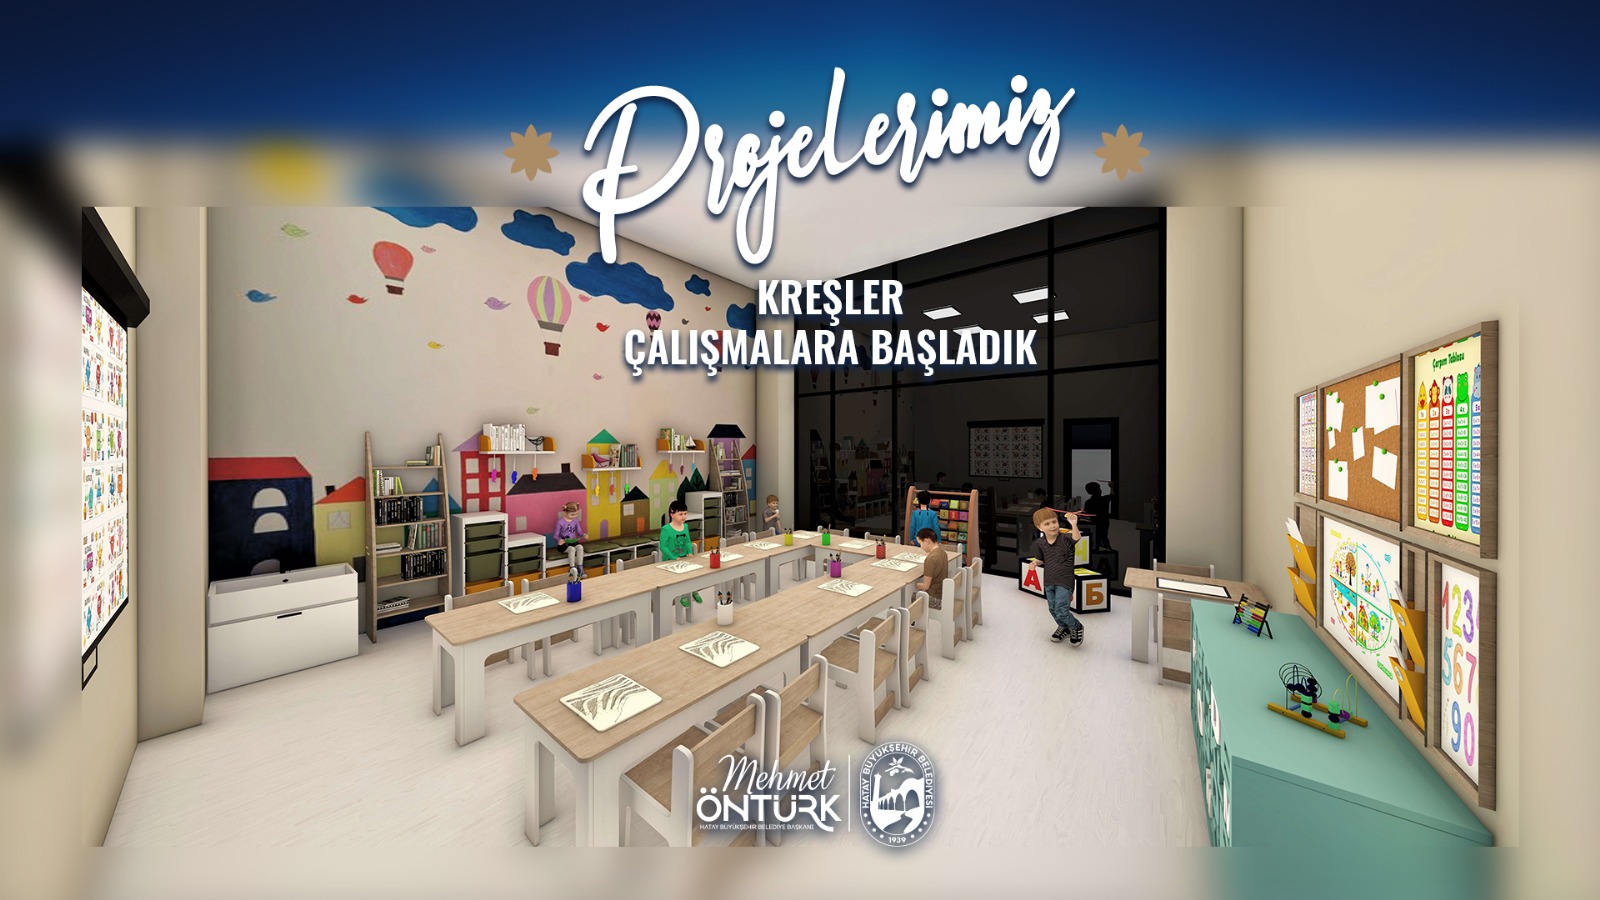 Projelerimiz
KREŞLER
ÇALIŞMALARA BAŞLADIK
Çarpım Tablosu
А
Б
123
567
90
Mehmet
ÖNTÜRK
HATAY BÜYÜKŞEHİR BELEDİYE BAŞKANI
HATAY BÜYÜKŞEHİR BELEDİYESİ
1939